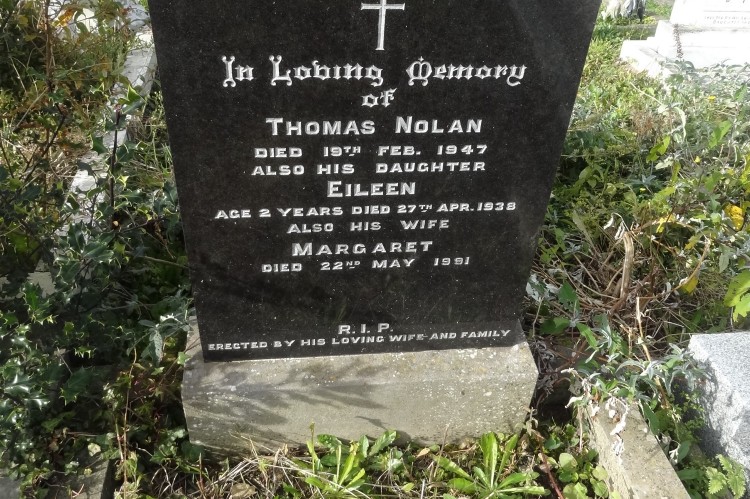 In Loving Memory
of
THOMAS NOLAN
DIED 19TH FEB. 1947
ALSO HIS DAUGHTER
EILEEN
AGE 2 YEARS DIED 27TH APR. 1938
ALSO HIS WIFE
MARGARET
DIED 22ND MAY 1991
R.I.P.
ERECTED BY HIS LOVING WIFE AND FAMILY